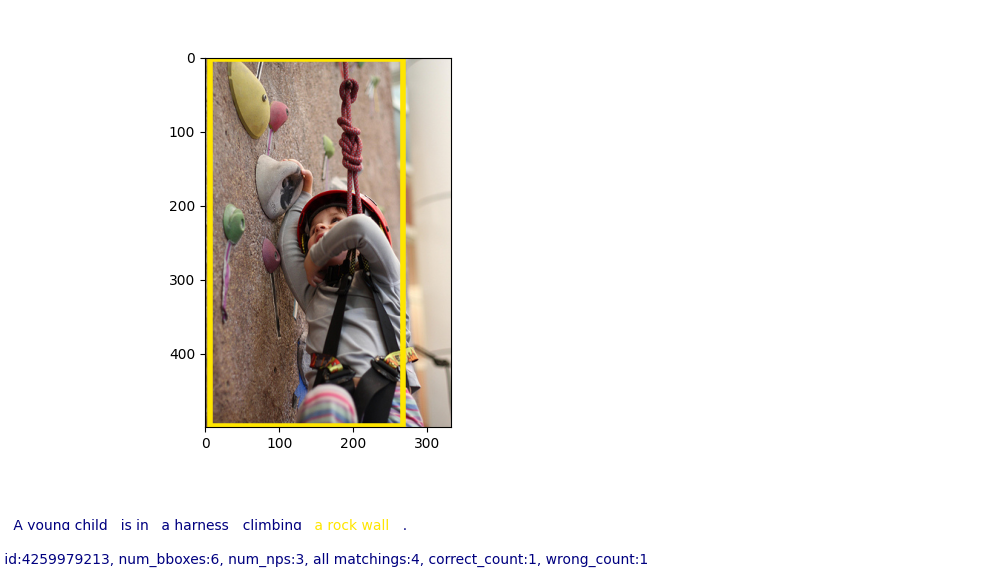 0
100
200
300
400
0 100 200 300
A young child is in a harness climbing a rock wall .
id:4259979213, num_bboxes:6, num_nps:3, all matchings:4, correct_count:1, wrong_count:1